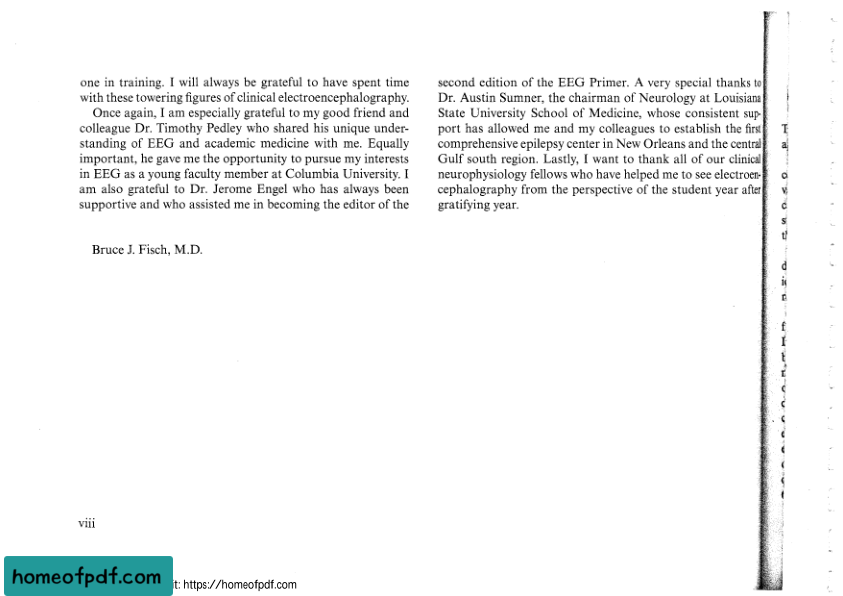 one in training. I will always be grateful to have spent time
with these towering figures of clinical electroencephalography.
Once again, I am especially grateful to my good friend and
colleague Dr. Timothy Pedley who shared his unique under-
standing of EEG and academic medicine with me. Equally
important, he gave me the opportunity to pursue my interests
in EEG as a young faculty member at Columbia University. I
am also grateful to Dr. Jerome Engel who has always been
supportive and who assisted me in becoming the editor of the
Bruce J. Fisch, M.D.
second edition of the EEG Primer. A very special thanks to
Dr. Austin Sumner, the chairman of Neurology at Louisiana
State University School of Medicine, whose consistent sup-
port has allowed me and my colleagues to establish the first
comprehensive epilepsy center in New Orleans and the central
Gulf south region. Lastly, I want to thank all of our clinical
neurophysiology fellows who have helped me to see electroen-
cephalography from the perspective of the student year after
gratifying year.
viii
homeofpdf.com
t: https://homeofpdf.com